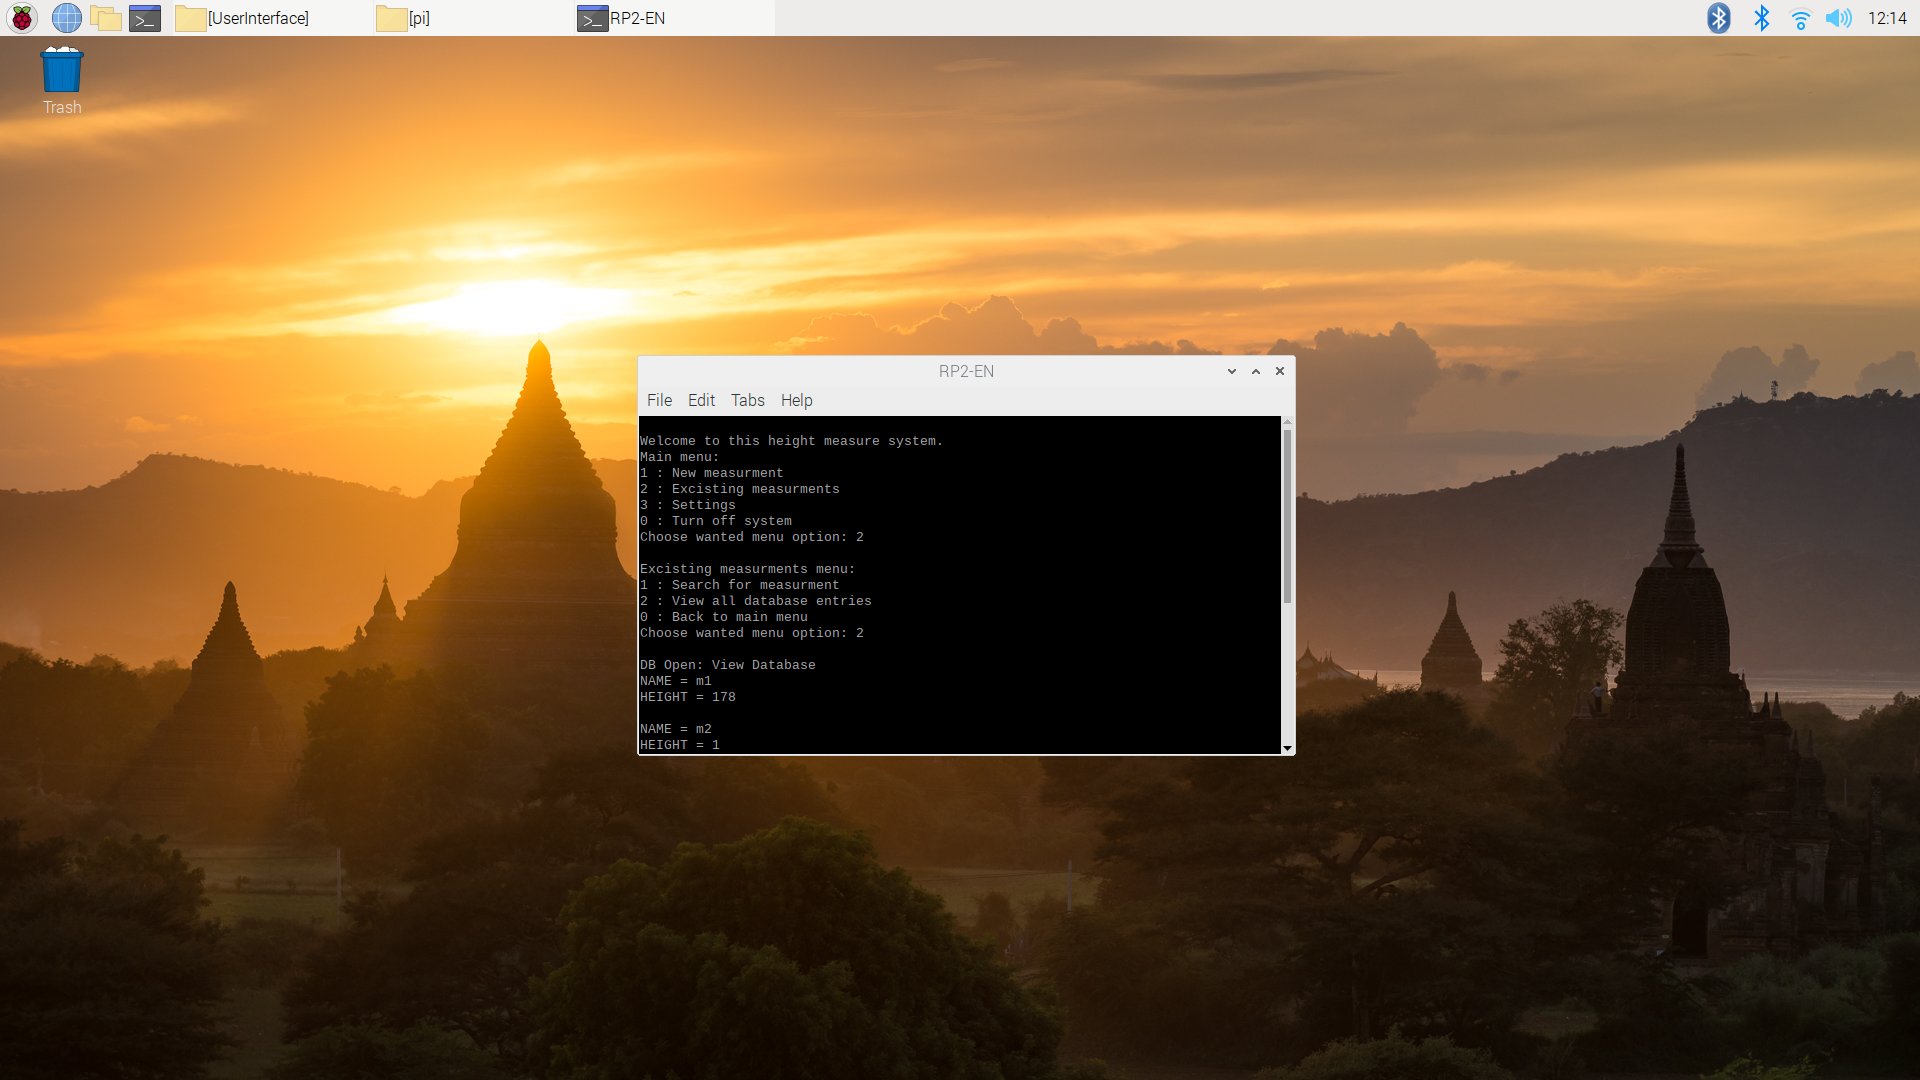 [UserInterface]
[pi]
RP2-EN
12:14
Trash
RP2-EN
File Edit Tabs Help
Welcome to this height measure system.
Main menu:
1 : New measurment
2 : Excisting measurments
3 : Settings
0 : Turn off system
Choose wanted menu option: 2
Excisting measurments menu:
1 : Search for measurment
2 : View all database entries
0 : Back to main menu
Choose wanted menu option: 2
DB Open: View Database
NAME = m1
HEIGHT = 178
NAME = m2
HEIGHT = 1